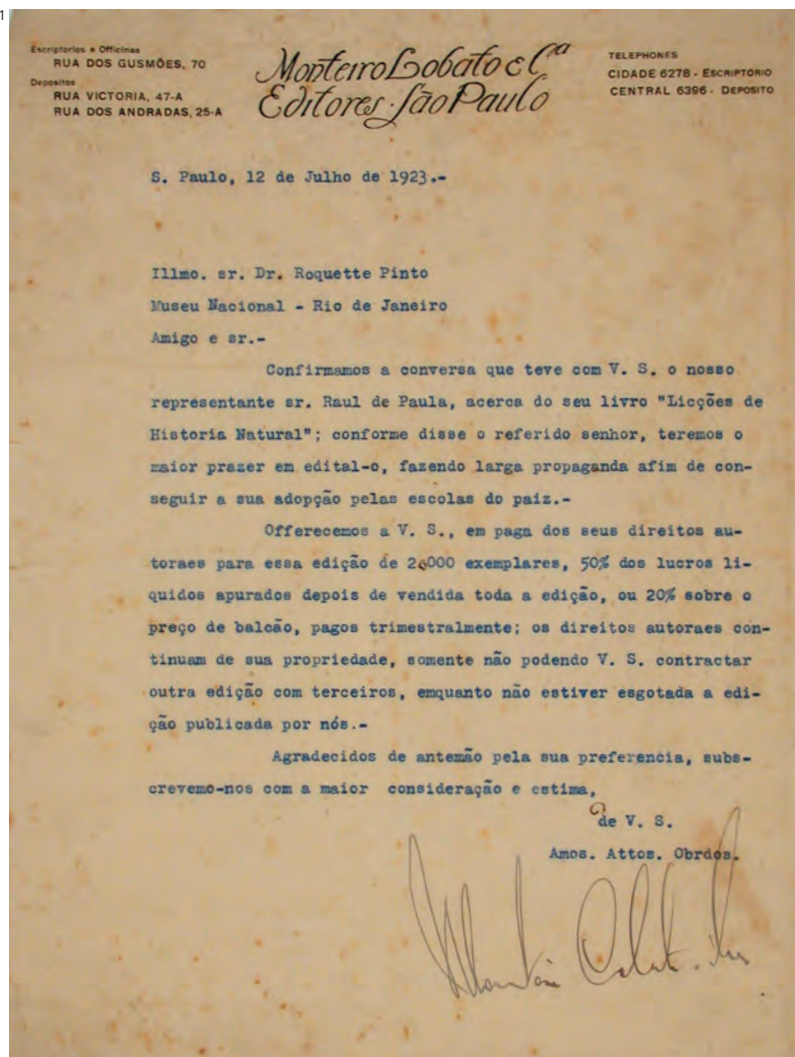 1
Escriptorios e Officinas
RUA DOS GUSMÕES, 70
Depositos
RUA VICTORIA, 47-A
RUA DOS ANDRADAS, 25-A
Monteiro Lobato & Cª
Editores - São Paulo
TELEPHONES
CIDADE 6278 - ESCRIPTORIO
CENTRAL 6396 - DEPOSITO
S. Paulo, 12 de Julho de 1923.-
Illmo. sr. Dr. Roquette Pinto
Museu Nacional - Rio de Janeiro
Amigo e sr.-
Confirmamos a conversa que teve com V. S. o nosso
representante sr. Raul de Paula, acerca do seu livro "Licções de
Historia Natural"; conforme disse o referido senhor, teremos o
maior prazer em edital-o, fazendo larga propaganda afim de con-
seguir a sua adopção pelas escolas do paiz.-
Offerecemos a V. S., em paga dos seus direitos au-
toraes para essa edição de 2.000 exemplares, 50% dos lucros li-
quidos apurados depois de vendida toda a edição, ou 20% sobre o
preço de balcão, pagos trimestralmente; os direitos autoraes con-
tinuam de sua propriedade, somente não podendo V. S. contractar
outra edição com terceiros, emquanto não estiver esgotada a edi-
ção publicada por nós.-
Agradecidos de antemão pela sua preferencia, subs-
crevemo-nos com a maior consideração e estima,
de V. S.
Amos. Attos. Obrdos.